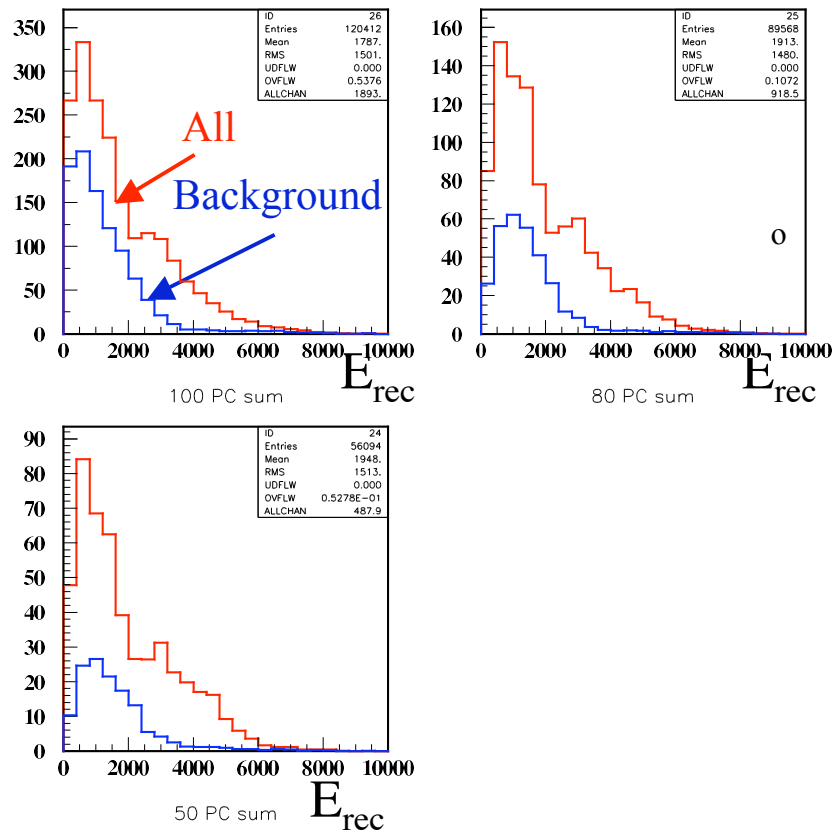 ID 26
Entries 120412
Mean 1787.
RMS 1501.
UDFLW 0.000
OVFLW 0.5376
ALLCHAN 1893.
350
300
250
200
150
100
50
0
All
Background
0 2000 4000 6000 8000 10000
E_rec
100 PC sum
ID 25
Entries 89568
Mean 1913.
RMS 1480.
UDFLW 0.000
OVFLW 0.1072
ALLCHAN 918.5
160
140
120
100
80
60
40
20
0
o
0 2000 4000 6000 8000 10000
E_rec
80 PC sum
ID 24
Entries 56094
Mean 1948.
RMS 1513.
UDFLW 0.000
OVFLW 0.5278E-01
ALLCHAN 487.9
90
80
70
60
50
40
30
20
10
0
0 2000 4000 6000 8000 10000
E_rec
50 PC sum